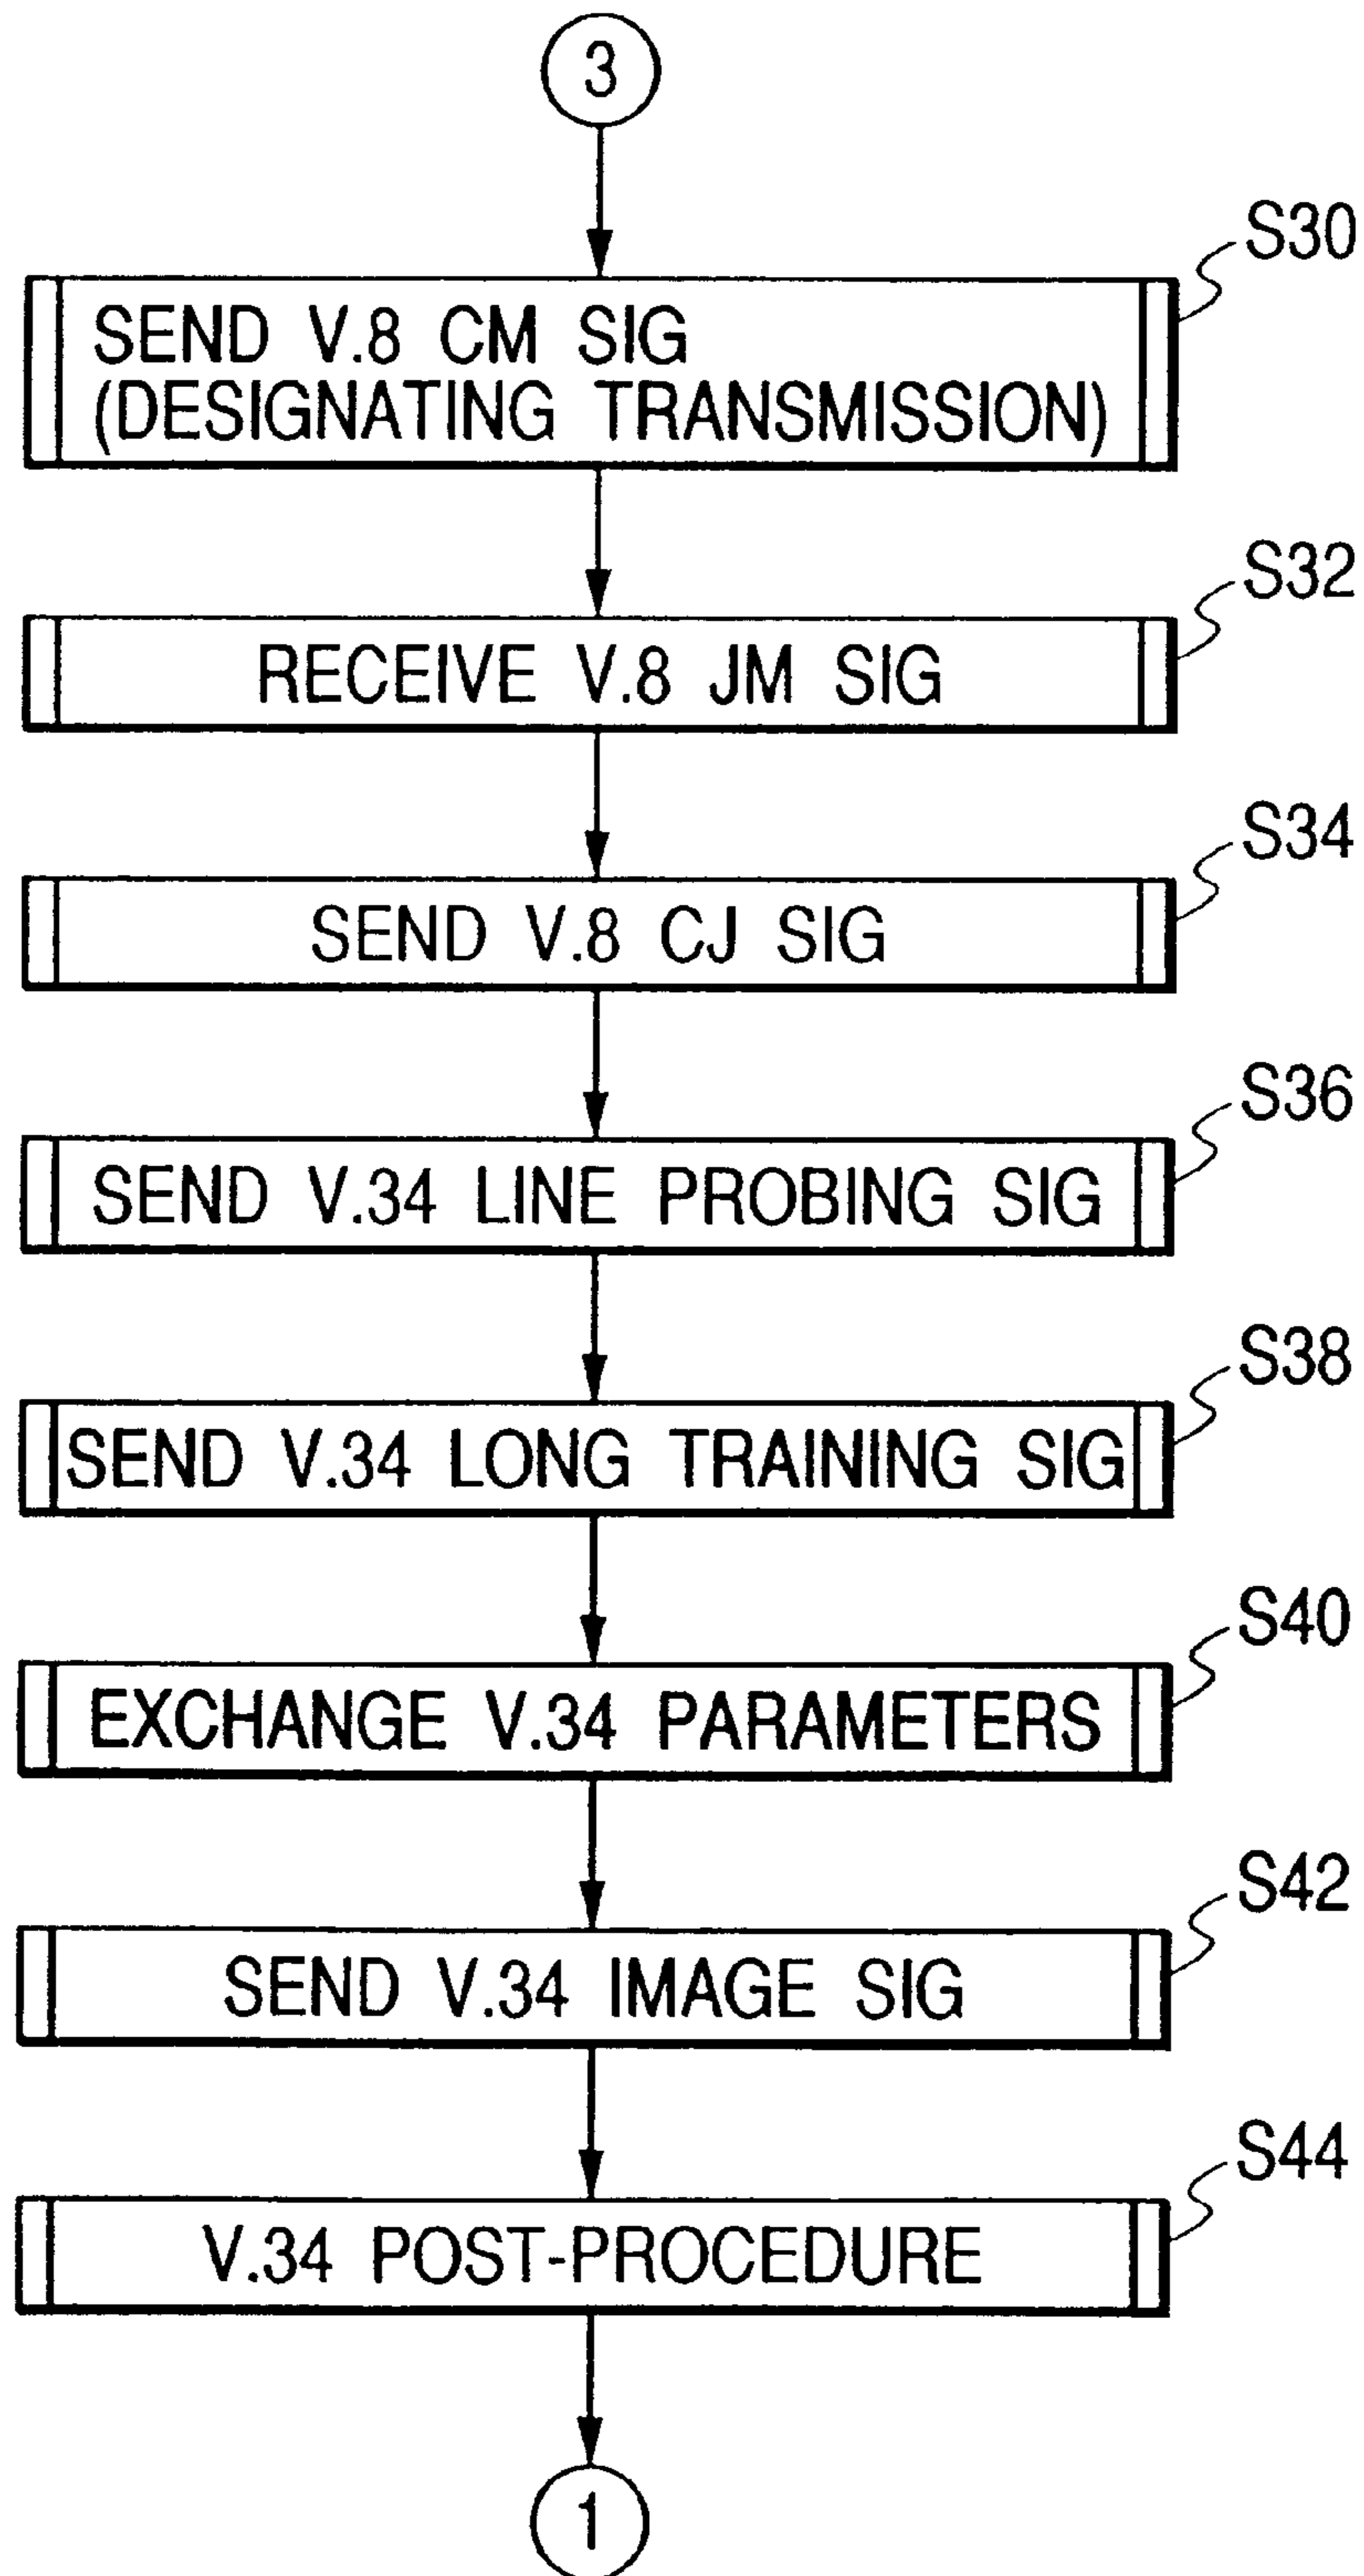 3
S30
SEND V.8 CM SIG
(DESIGNATING TRANSMISSION)
S32
RECEIVE V.8 JM SIG
S34
SEND V.8 CJ SIG
S36
SEND V.34 LINE PROBING SIG
S38
SEND V.34 LONG TRAINING SIG
S40
EXCHANGE V.34 PARAMETERS
S42
SEND V.34 IMAGE SIG
S44
V.34 POST-PROCEDURE
1